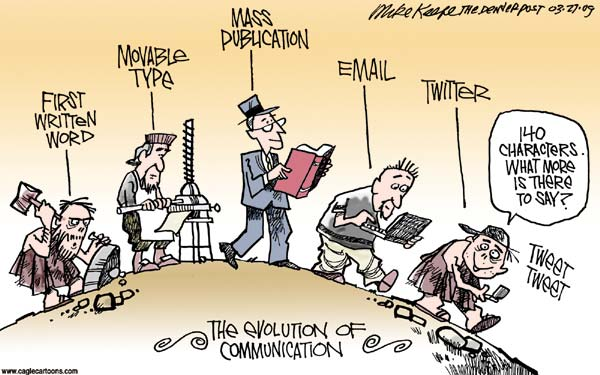 Mike Keefe THE DENVER POST 03.27.09
FIRST
WRITTEN
WORD
MOVABLE
TYPE
MASS
PUBLICATION
EMAIL
TWITTER
140
CHARACTERS.
WHAT MORE
IS THERE
TO SAY?
TWEET
TWEET
THE EVOLUTION OF
COMMUNICATION
www.caglecartoons.com